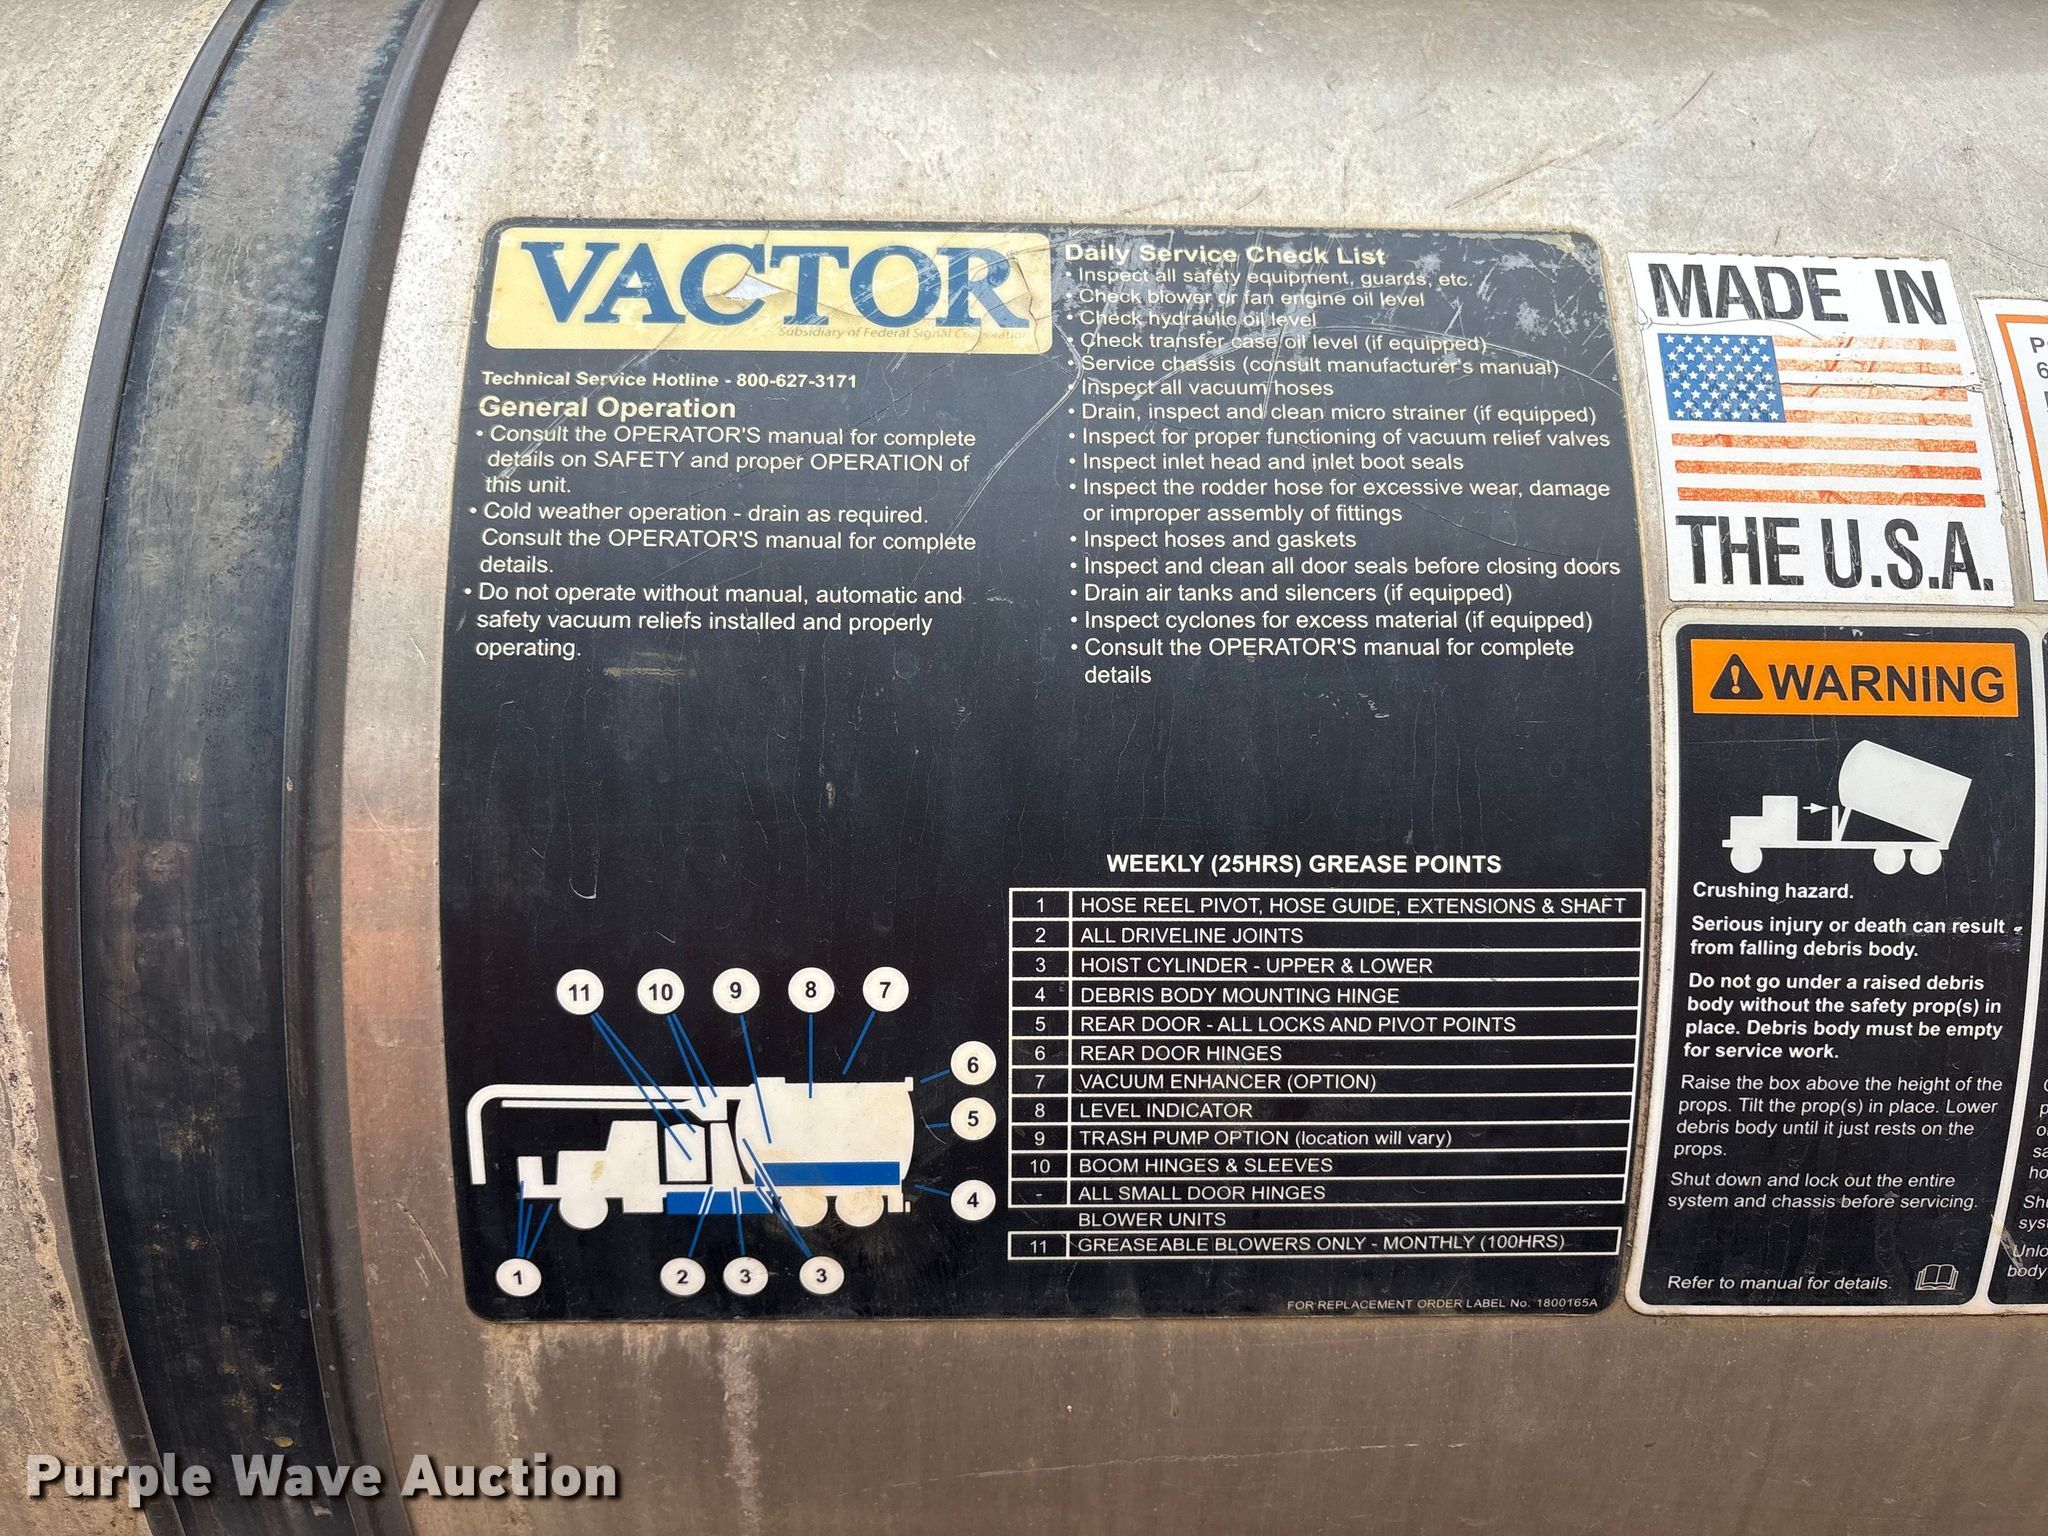 VACTOR
Subsidiary of Federal Signal Corporation
Technical Service Hotline - 800-627-3171
General Operation
• Consult the OPERATOR'S manual for complete
details on SAFETY and proper OPERATION of
this unit.
• Cold weather operation - drain as required.
Consult the OPERATOR'S manual for complete
details.
• Do not operate without manual, automatic and
safety vacuum reliefs installed and properly
operating.
Daily Service Check List
• Inspect all safety equipment, guards, etc.
• Check blower or fan engine oil level
• Check hydraulic oil level
• Check transfer case oil level (if equipped)
• Service chassis (consult manufacturer's manual)
• Inspect all vacuum hoses
• Drain, inspect and clean micro strainer (if equipped)
• Inspect for proper functioning of vacuum relief valves
• Inspect inlet head and inlet boot seals
• Inspect the rodder hose for excessive wear, damage
or improper assembly of fittings
• Inspect hoses and gaskets
• Inspect and clean all door seals before closing doors
• Drain air tanks and silencers (if equipped)
• Inspect cyclones for excess material (if equipped)
• Consult the OPERATOR'S manual for complete
details
11 10 9 8 7
6
5
4
1 2 3 3
WEEKLY (25HRS) GREASE POINTS
1 HOSE REEL PIVOT, HOSE GUIDE, EXTENSIONS & SHAFT
2 ALL DRIVELINE JOINTS
3 HOIST CYLINDER - UPPER & LOWER
4 DEBRIS BODY MOUNTING HINGE
5 REAR DOOR - ALL LOCKS AND PIVOT POINTS
6 REAR DOOR HINGES
7 VACUUM ENHANCER (OPTION)
8 LEVEL INDICATOR
9 TRASH PUMP OPTION (location will vary)
10 BOOM HINGES & SLEEVES
- ALL SMALL DOOR HINGES
BLOWER UNITS
11 GREASEABLE BLOWERS ONLY - MONTHLY (100HRS)
FOR REPLACEMENT ORDER LABEL No. 1800165A
MADE IN
THE U.S.A.
WARNING
Crushing hazard.
Serious injury or death can result
from falling debris body.
Do not go under a raised debris
body without the safety prop(s) in
place. Debris body must be empty
for service work.
Raise the box above the height of the
props. Tilt the prop(s) in place. Lower
debris body until it just rests on the
props.
Shut down and lock out the entire
system and chassis before servicing.
Refer to manual for details.
Purple Wave Auction